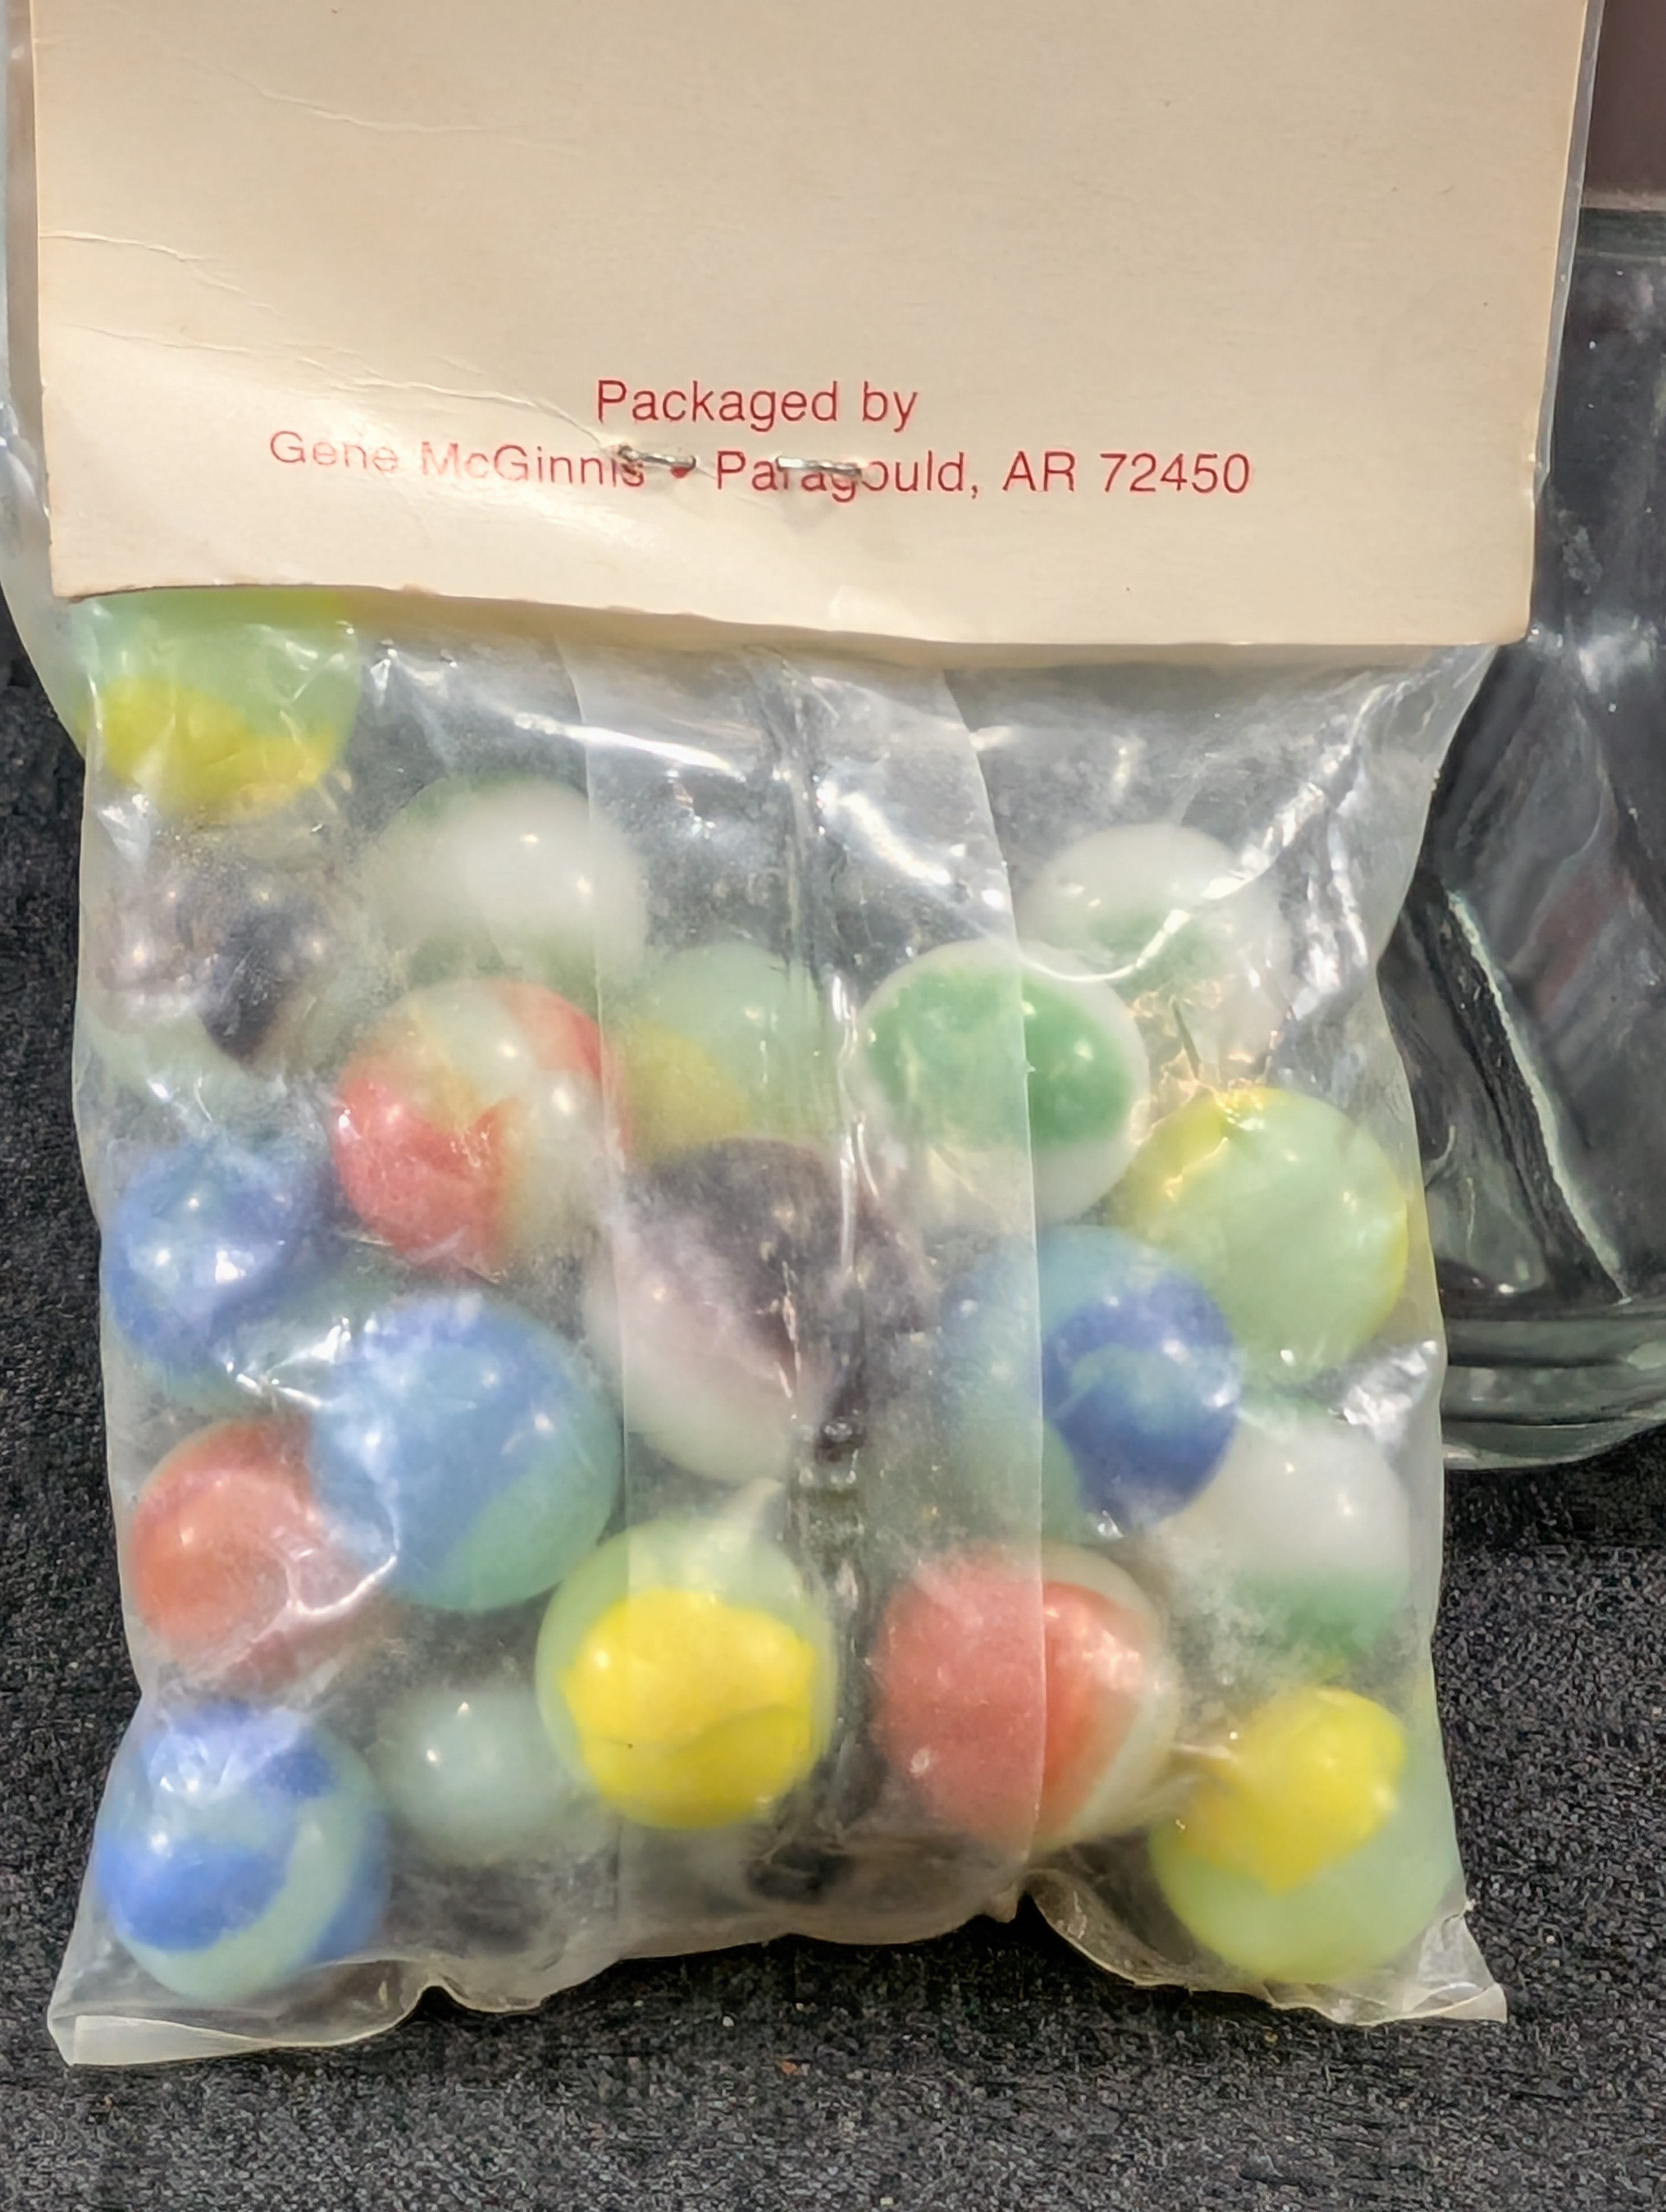 Packaged by
Gene McGinnis • Paragould, AR 72450